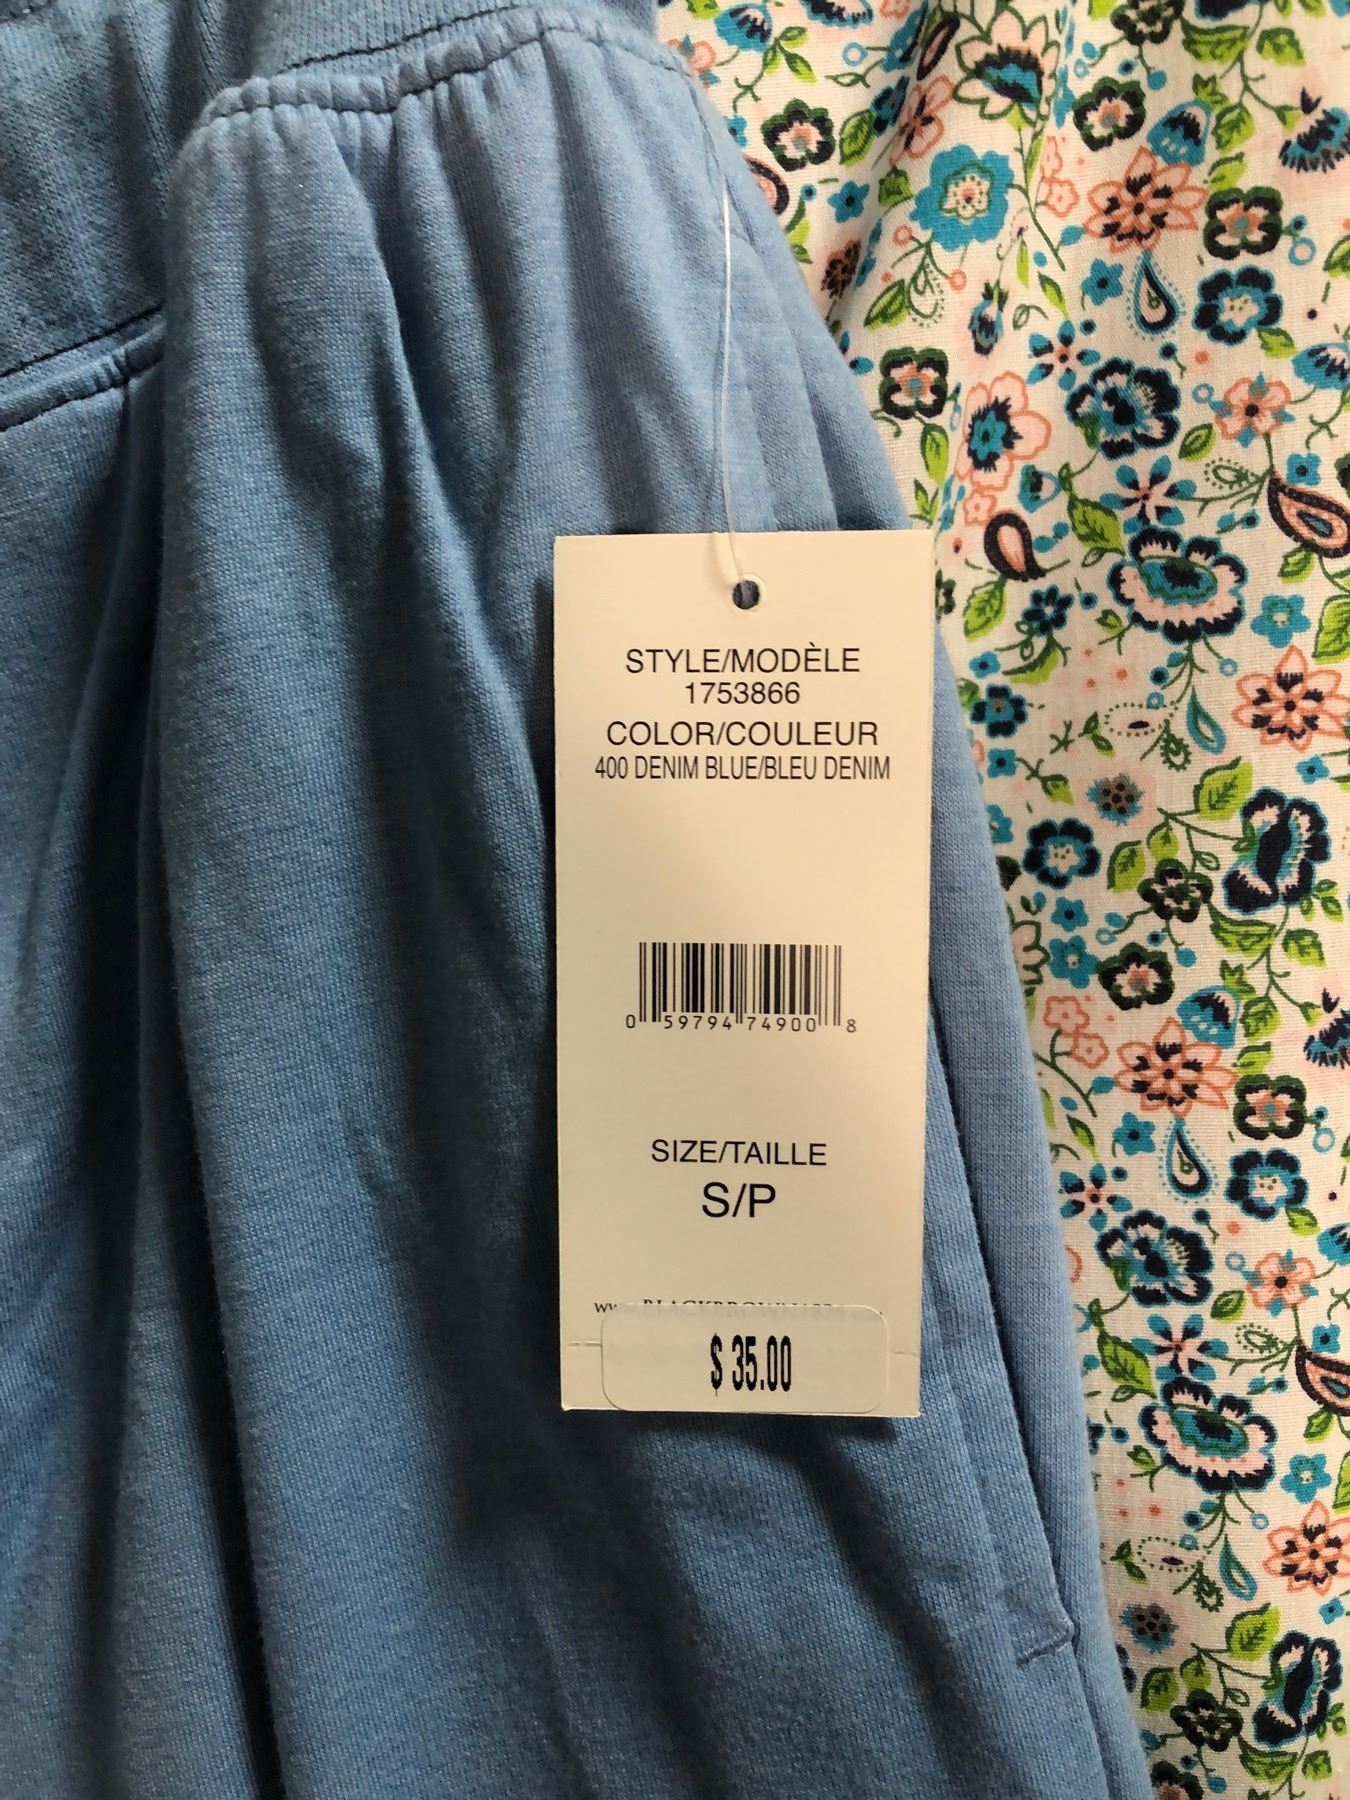 STYLE/MODÈLE
1753866
COLOR/COULEUR
400 DENIM BLUE/BLEU DENIM
0 59794 74900 8
SIZE/TAILLE
S/P
$ 35.00